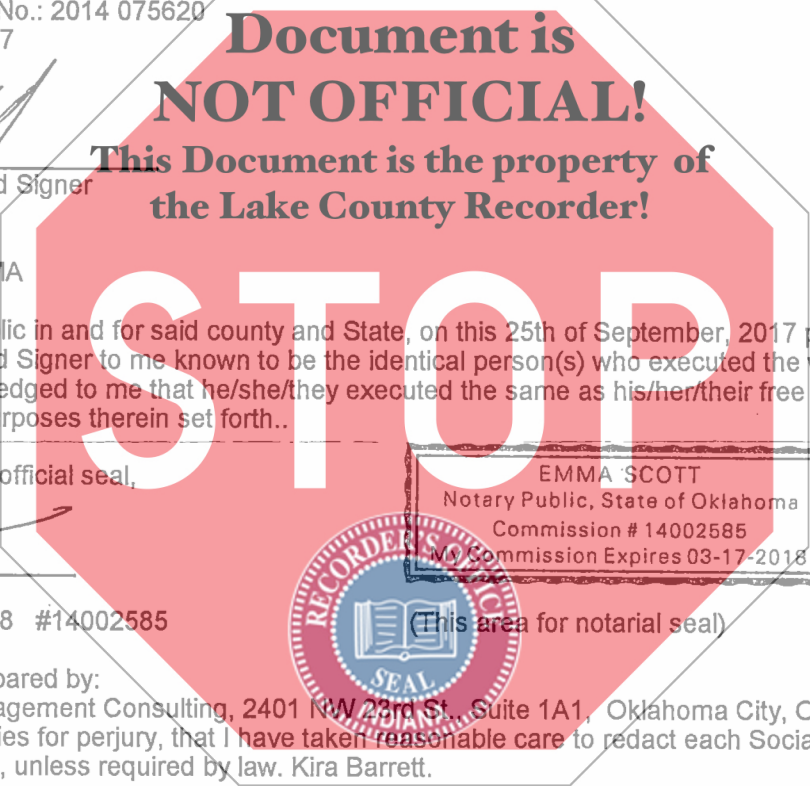 No.: 2014 075620
7
Document is
NOT OFFICIAL!
This Document is the property of
the Lake County Recorder!
d Signer
MA
STOP
lic in and for said county and State, on this 25th of September, 2017 p
d Signer to me known to be the identical person(s) who executed the
edged to me that he/she/they executed the same as his/her/their free
rposes therein set forth..
official seal,
EMMA SCOTT
Notary Public, State of Oklahoma
Commission # 14002585
My Commission Expires 03-17-2018
RECORDER'S OFFICE
SEAL
INDIANA
8 #14002585
(This area for notarial seal)
pared by:
agement Consulting, 2401 NW 23rd St., Suite 1A1, Oklahoma City, O
ies for perjury, that I have taken reasonable care to redact each Socia
, unless required by law. Kira Barrett.